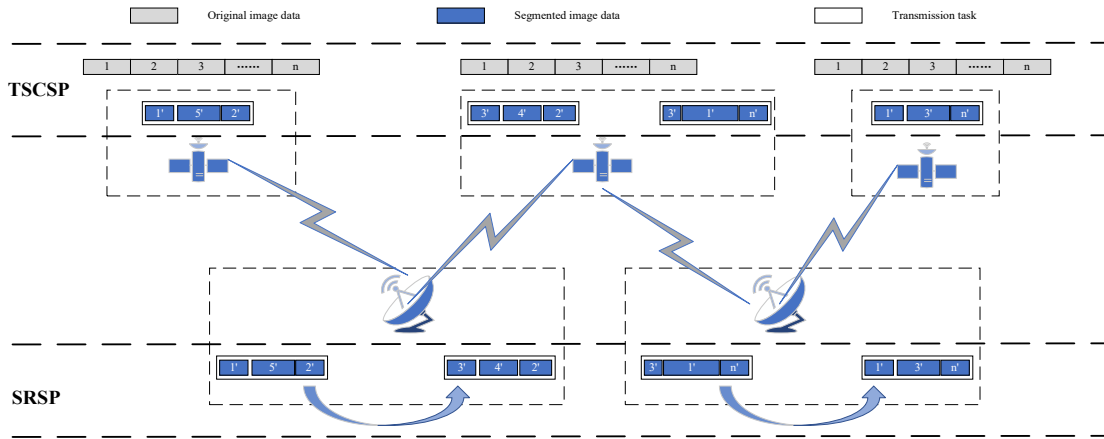 Original image data
Segmented image data
Transmission task
1 2 3 ...... n
1 2 3 ...... n
1 2 3 ...... n
TSCSP
1' 5' 2'
3' 4' 2'
3' 1' n'
1' 3' n'
1' 5' 2'
3' 4' 2'
3' 1' n'
1' 3' n'
SRSP